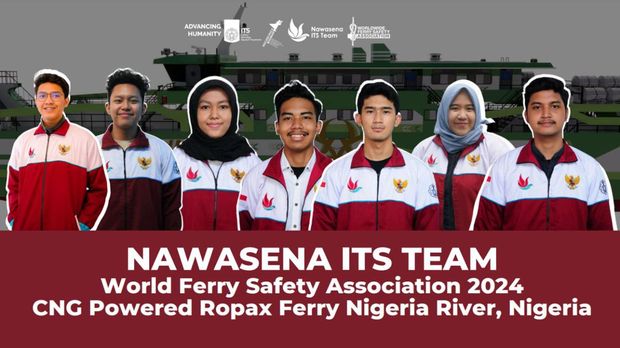 ADVANCING
HUMANITY
ITS
Nawasena
ITS Team
WORLDWIDE
FERRY SAFETY
ASSOCIATION
NAWASENA ITS TEAM
World Ferry Safety Association 2024
CNG Powered Ropax Ferry Nigeria River, Nigeria